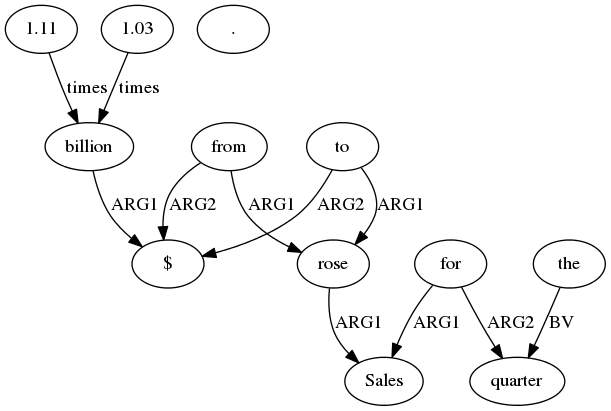 1.11 1.03 .
times times
billion from to
ARG1 ARG2 ARG1 ARG2 ARG1
$ rose for the
ARG1 ARG1 ARG2 BV
Sales quarter